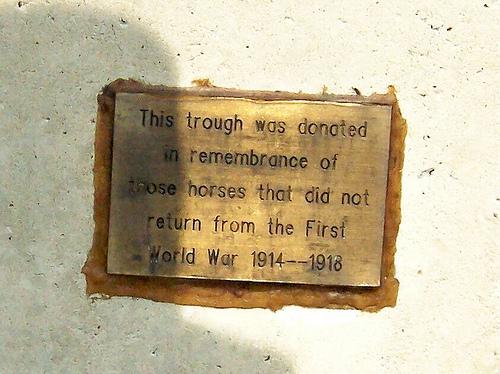 This trough was donated
in remembrance of
those horses that did not
return from the First
World War 1914--1918